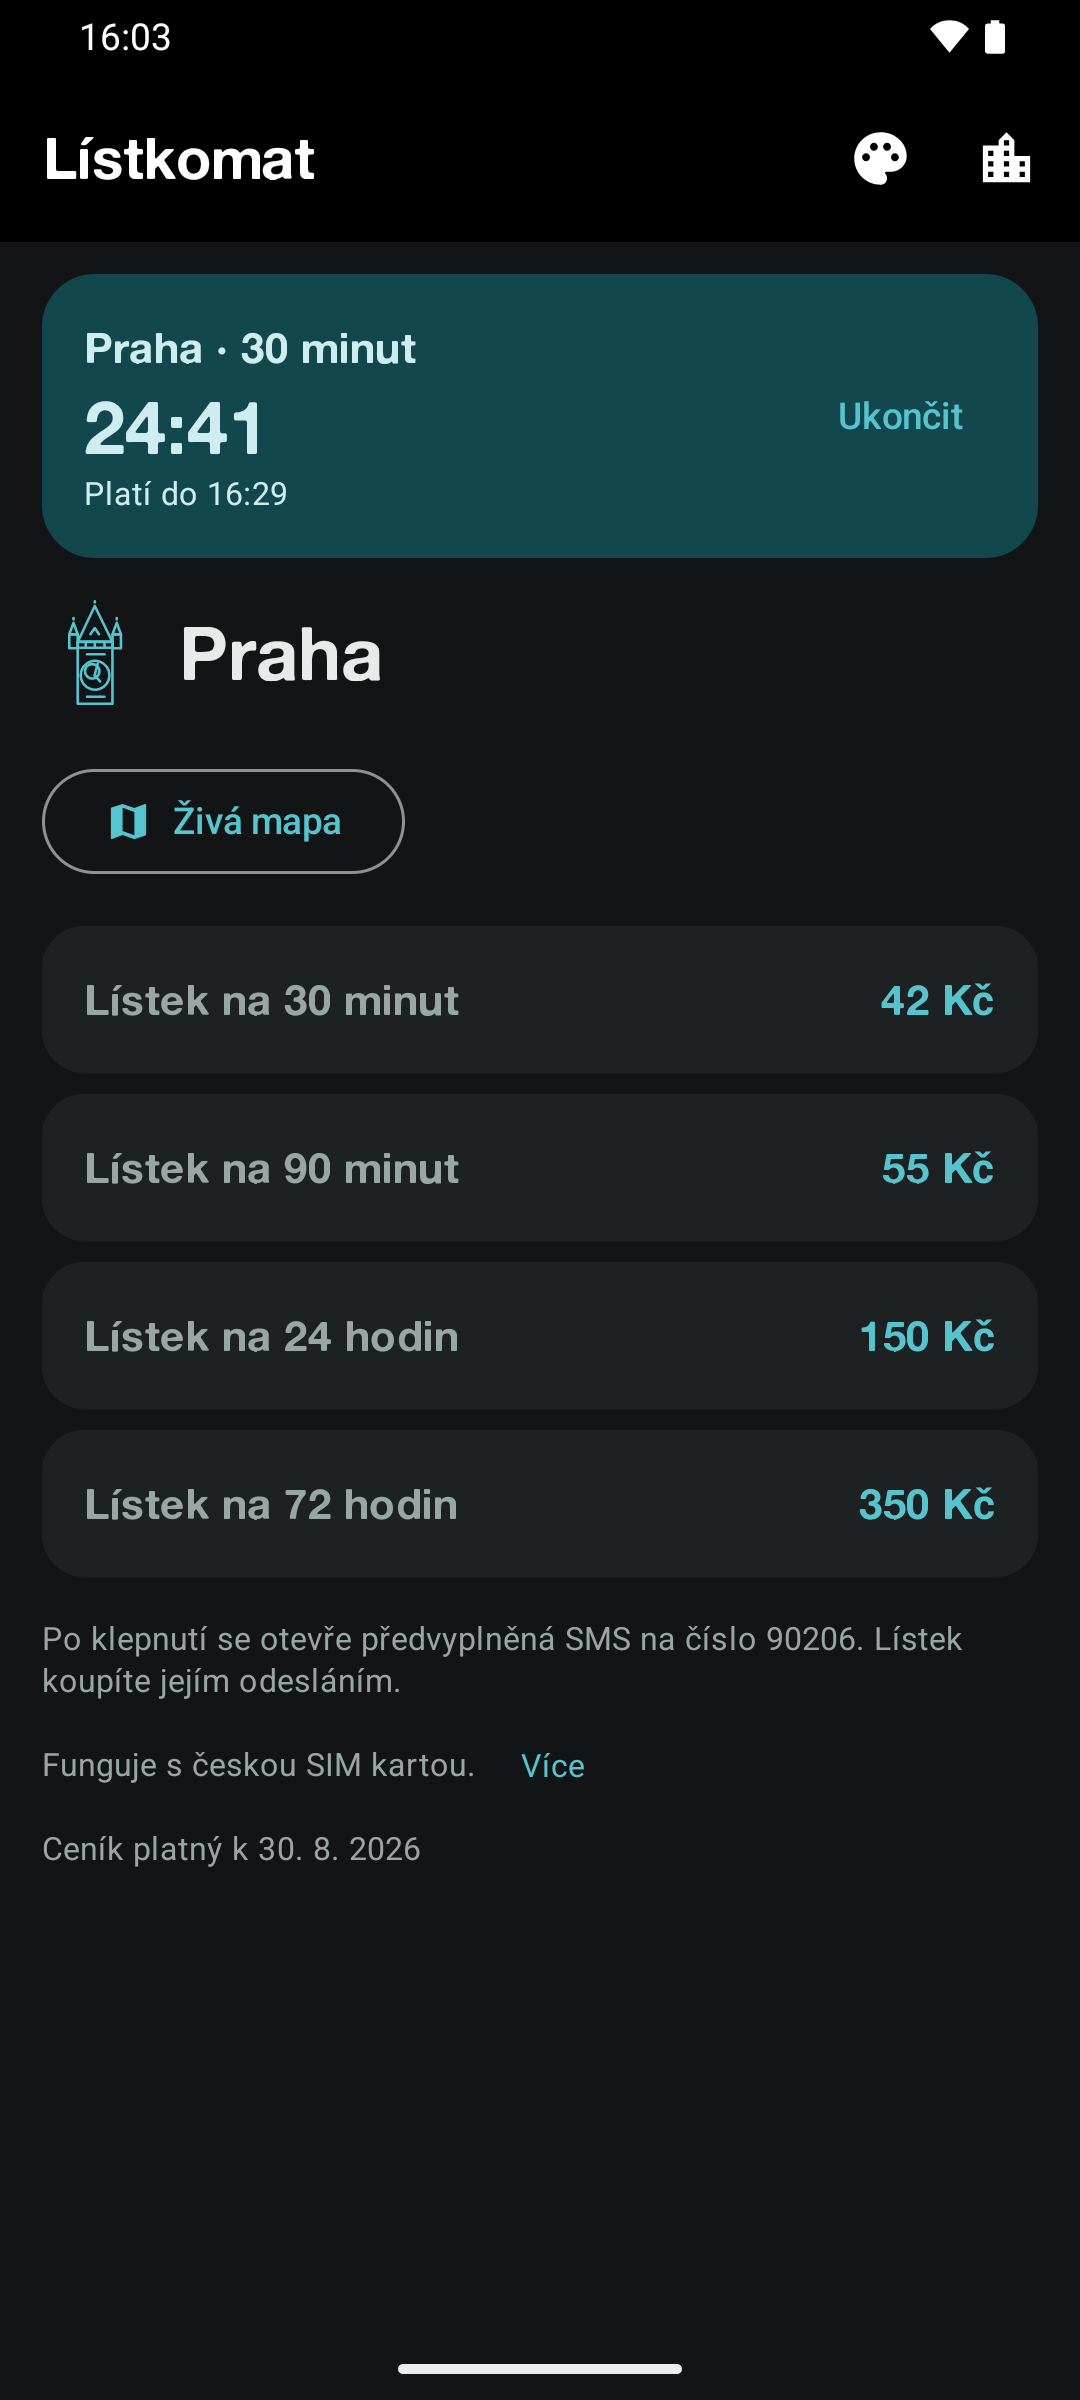 16:03
Lístkomat
Praha · 30 minut
24:41
Ukončit
Platí do 16:29
Praha
Živá mapa
Lístek na 30 minut 42 Kč
Lístek na 90 minut 55 Kč
Lístek na 24 hodin 150 Kč
Lístek na 72 hodin 350 Kč
Po klepnutí se otevře předvyplněná SMS na číslo 90206. Lístek
koupíte jejím odesláním.
Funguje s českou SIM kartou. Více
Ceník platný k 30. 8. 2026